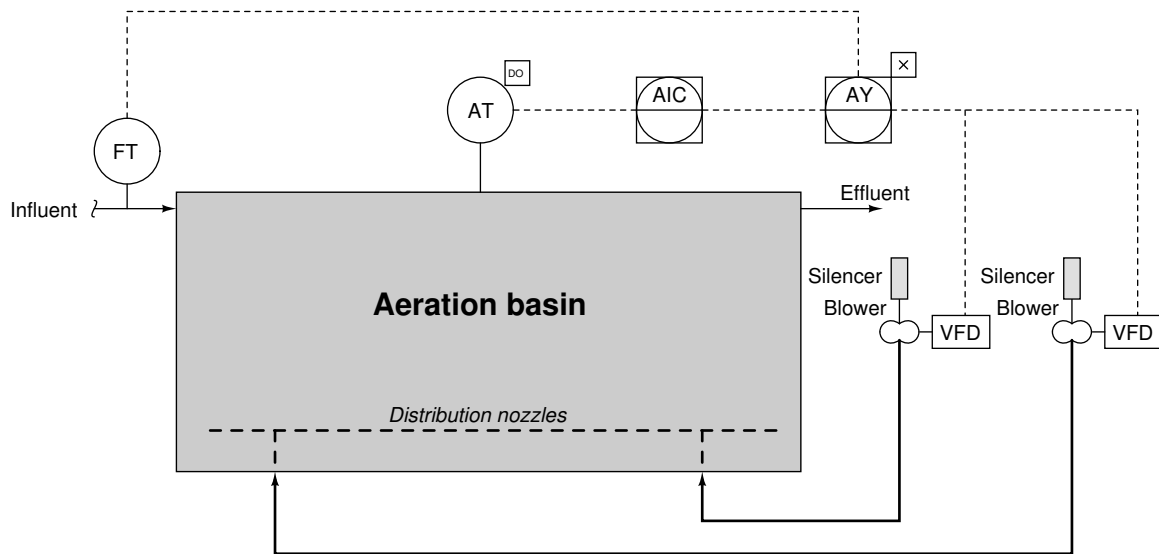 DO
×
AT
AIC
AY
FT
Influent
Effluent
Silencer
Silencer
Blower
Blower
VFD
VFD
Aeration basin
Distribution nozzles